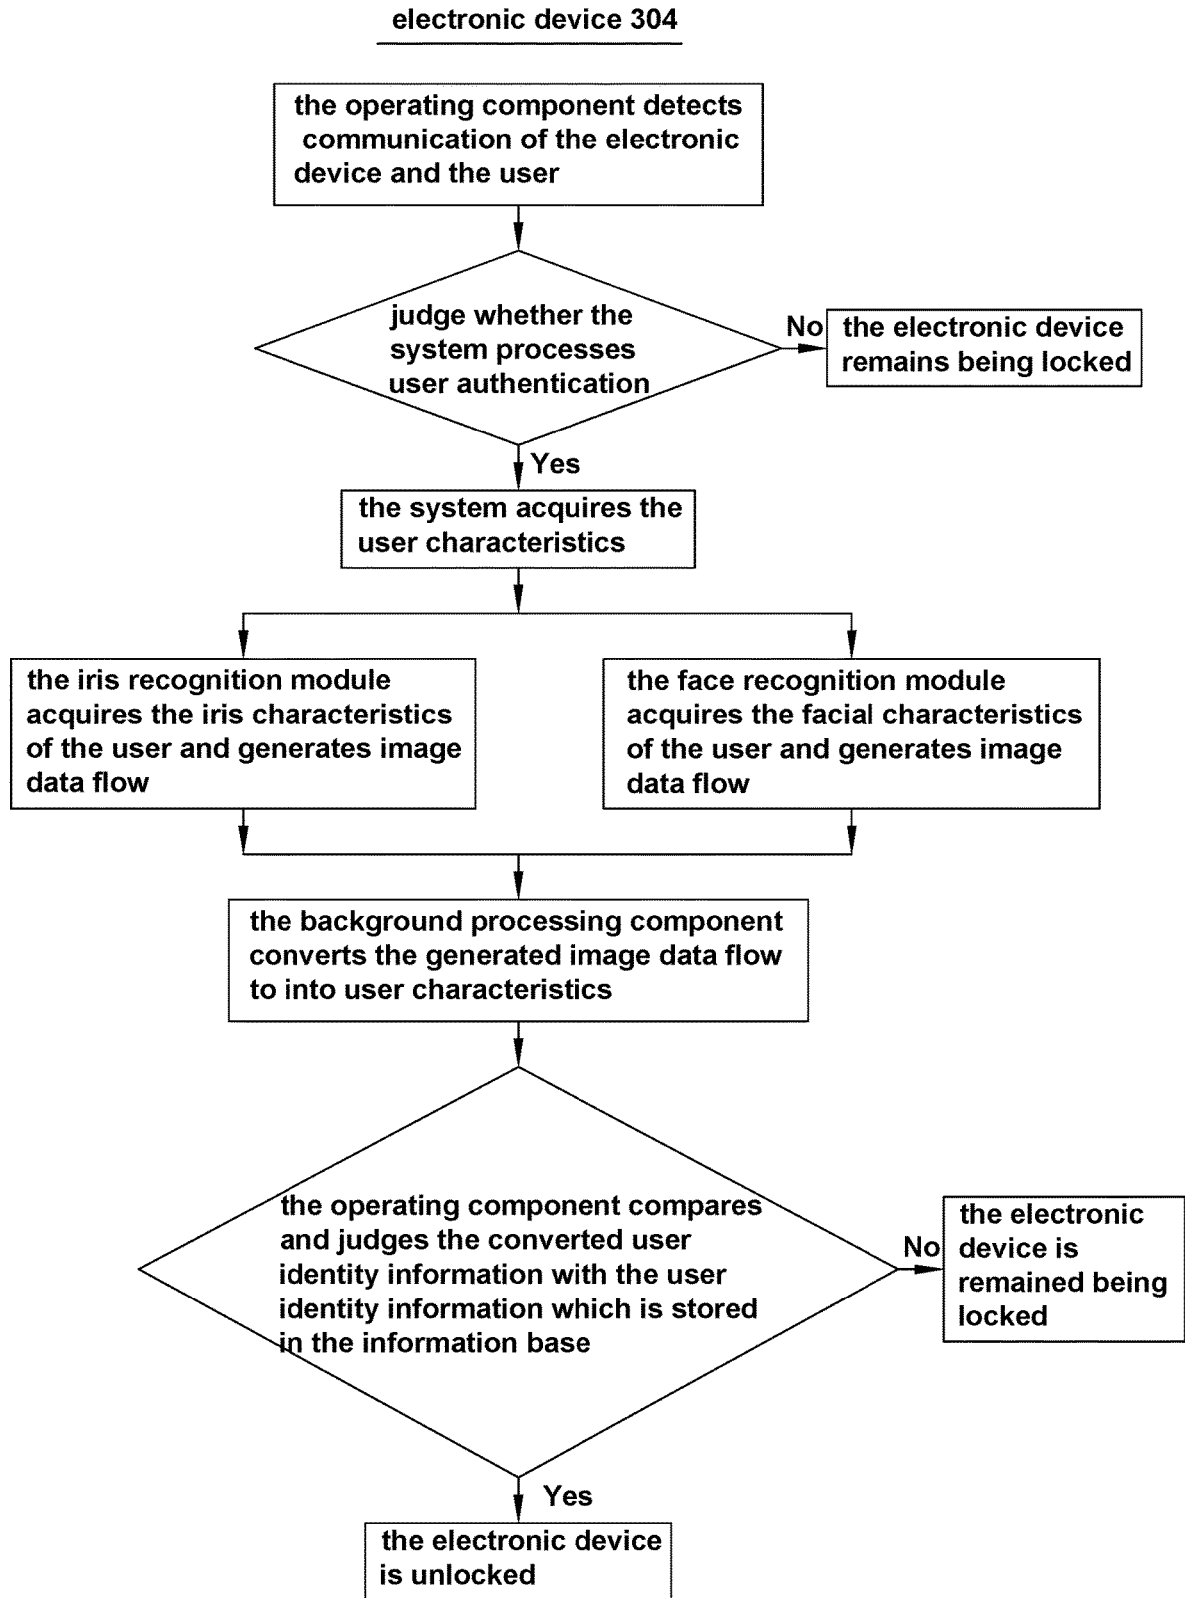 electronic device 304
the operating component detects
communication of the electronic
device and the user
judge whether the
system processes
user authentication
No
the electronic device
remains being locked
Yes
the system acquires the
user characteristics
the iris recognition module
acquires the iris characteristics
of the user and generates image
data flow
the face recognition module
acquires the facial characteristics
of the user and generates image
data flow
the background processing component
converts the generated image data flow
to into user characteristics
the operating component compares
and judges the converted user
identity information with the user
identity information which is stored
in the information base
No
the electronic
device is
remained being
locked
Yes
the electronic device
is unlocked